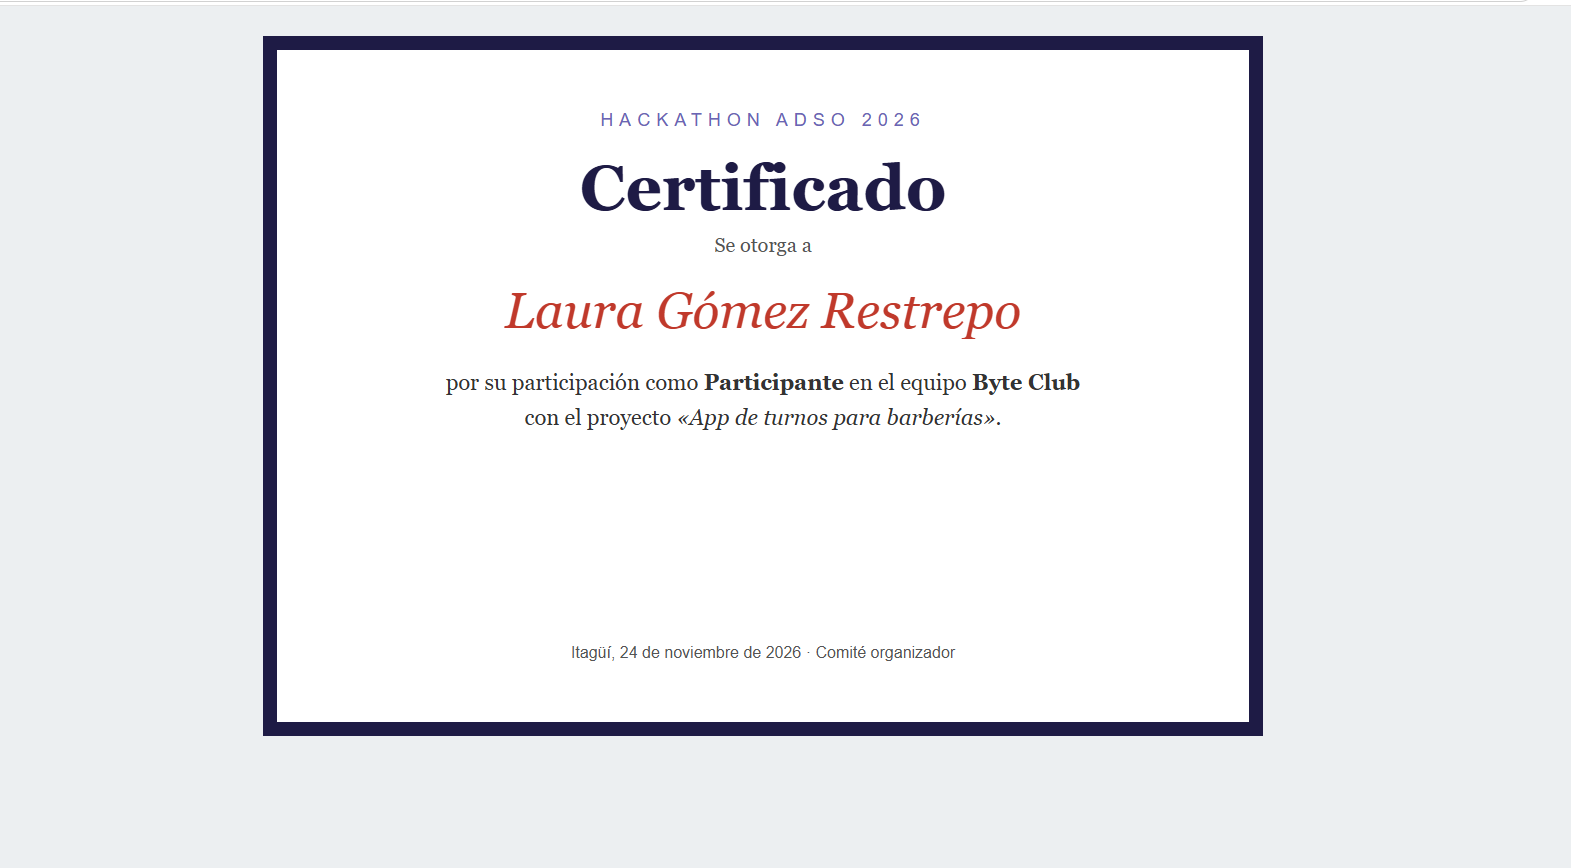 HACKATHON ADSO 2026
Certificado
Se otorga a
Laura Gómez Restrepo
por su participación como Participante en el equipo Byte Club
con el proyecto «App de turnos para barberías».
Itagüí, 24 de noviembre de 2026 · Comité organizador